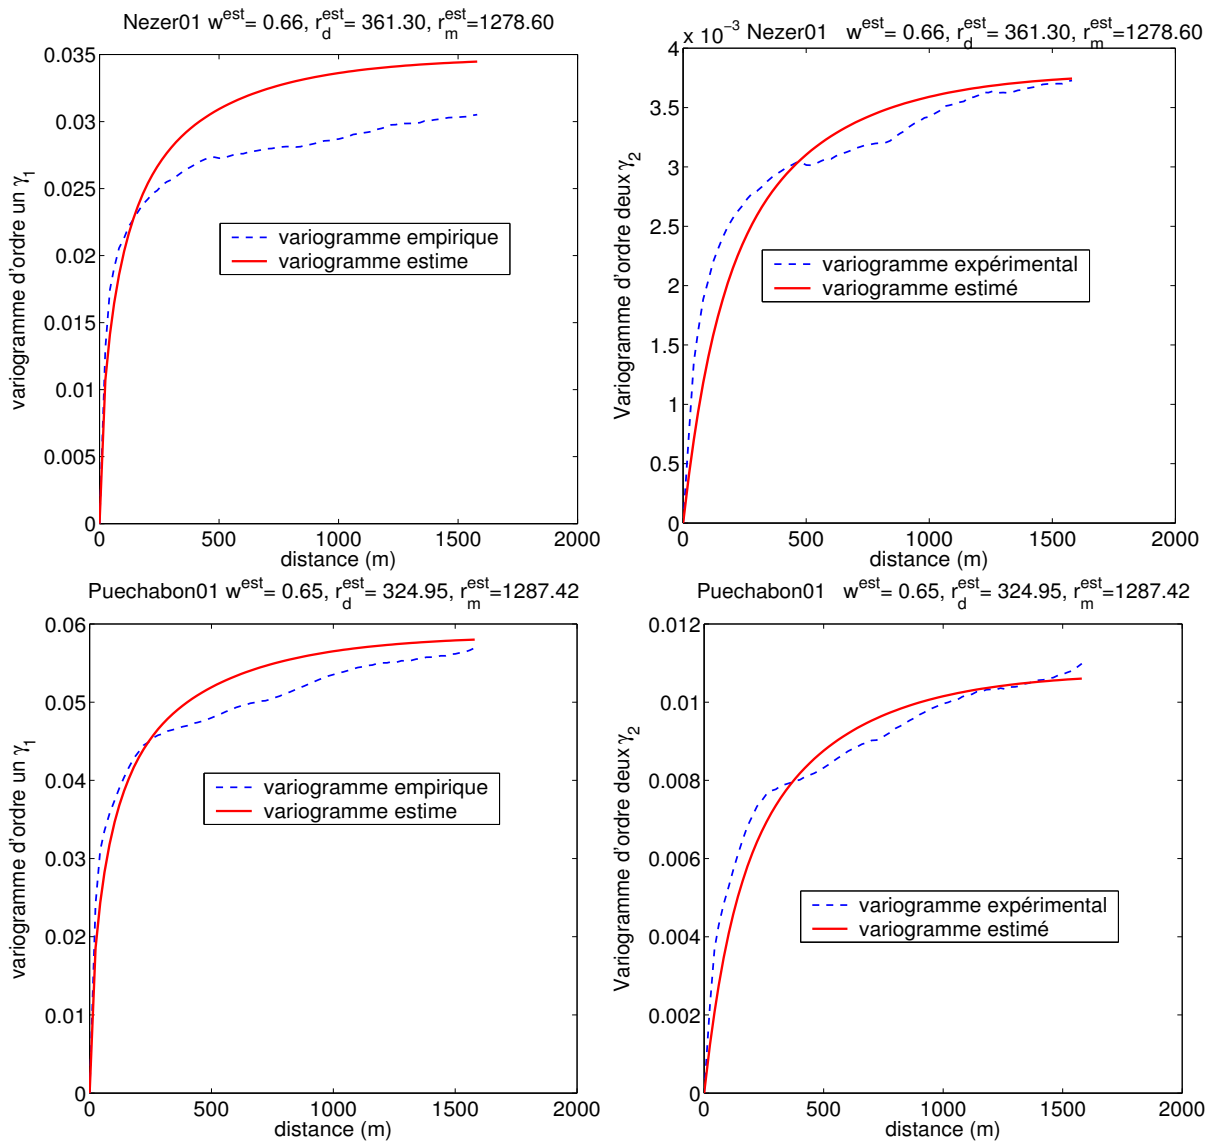 Nezer01 w^est= 0.66, r_d^est= 361.30, r_m^est=1278.60
variogramme d'ordre un γ_1
0.035
0.03
0.025
0.02
0.015
0.01
0.005
0
variogramme empirique
variogramme estime
0 500 1000 1500 2000
distance (m)
x 10^-3 Nezer01 w^est= 0.66, r_d^est= 361.30, r_m^est=1278.60
Variogramme d'ordre deux γ_2
4
3.5
3
2.5
2
1.5
1
0.5
0
variogramme expérimental
variogramme estimé
0 500 1000 1500 2000
distance (m)
Puechabon01 w^est= 0.65, r_d^est= 324.95, r_m^est=1287.42
variogramme d'ordre un γ_1
0.06
0.05
0.04
0.03
0.02
0.01
0
variogramme empirique
variogramme estime
0 500 1000 1500 2000
distance (m)
Puechabon01 w^est= 0.65, r_d^est= 324.95, r_m^est=1287.42
Variogramme d'ordre deux γ_2
0.012
0.01
0.008
0.006
0.004
0.002
0
variogramme expérimental
variogramme estimé
0 500 1000 1500 2000
distance (m)